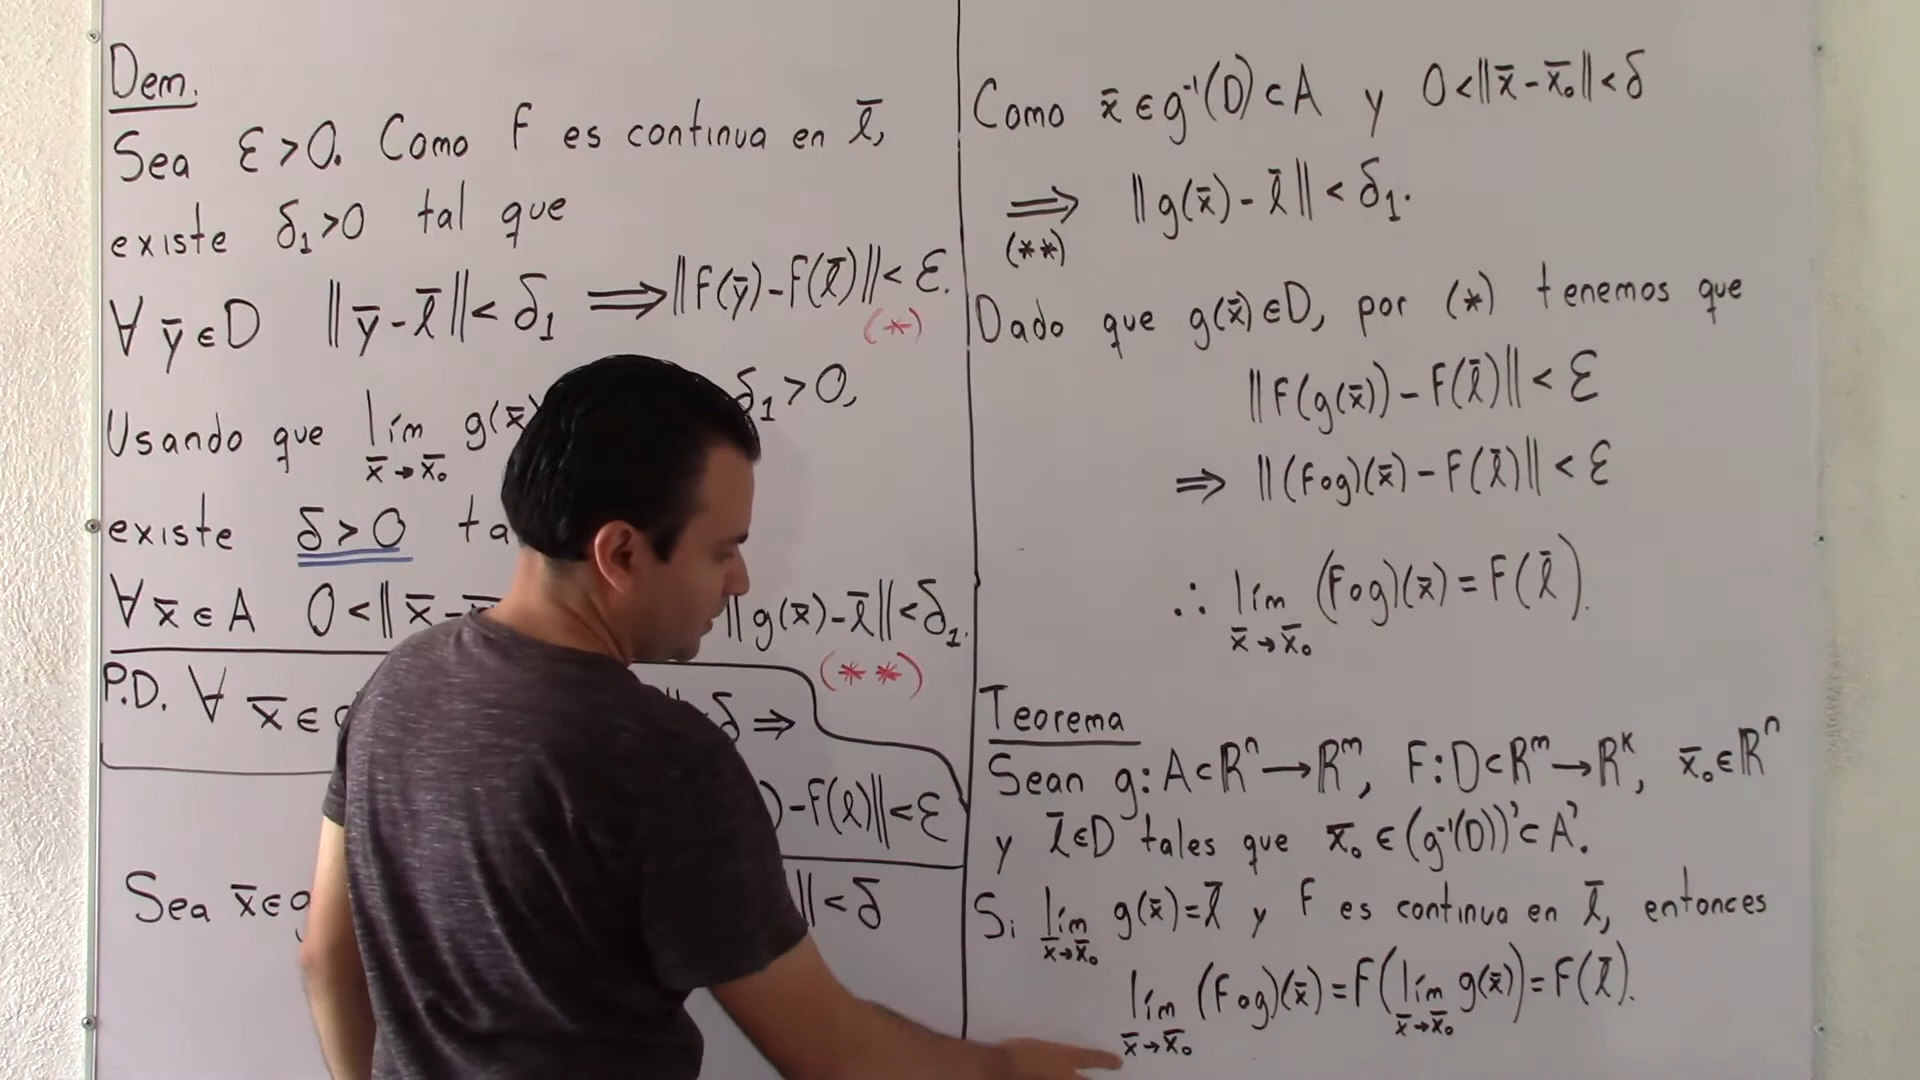 Dem.
Sea ε>0. Como F es continua en l̄,
existe δ₁>0 tal que
∀ ȳ∈D ‖ȳ-l̄‖<δ₁ ⟹ ‖F(ȳ)-F(l̄)‖<ε.
(*)
Usando que lím g(x̄) δ₁>0,
x̄→x̄₀
existe δ>0
∀ x̄∈A 0<‖x̄- ‖g(x̄)-l̄‖<δ₁.
(**)
P.D. ∀ x̄∈ δ ⟹
-F(l̄)‖<ε
Sea x̄∈g ‖<δ
Como x̄∈g⁻¹(D)⊂A y 0<‖x̄-x̄₀‖<δ
⟹ ‖g(x̄)-l̄‖<δ₁.
(**)
Dado que g(x̄)∈D, por (*) tenemos que
‖F(g(x̄))-F(l̄)‖<ε
⟹ ‖(F∘g)(x̄)-F(l̄)‖<ε
∴ lím (F∘g)(x̄)=F(l̄).
x̄→x̄₀
Teorema
Sean g:A⊂Rⁿ→Rᵐ, F:D⊂Rᵐ→Rᵏ, x̄₀∈Rⁿ
y l̄∈D tales que x̄₀∈(g⁻¹(D))'⊂A'.
Si lím g(x̄)=l̄ y F es continua en l̄, entonces
x̄→x̄₀
lím (F∘g)(x̄)=F(lím g(x̄))=F(l̄).
x̄→x̄₀ x̄→x̄₀